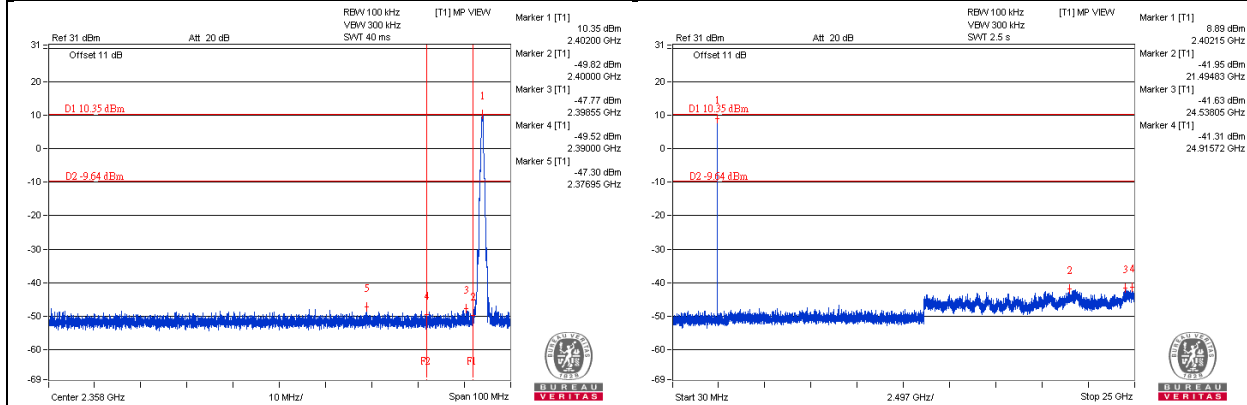 RBW 100 kHz [T1] MP VIEW
VBW 300 kHz
Ref 31 dBm Att 20 dB SWT 40 ms
Marker 1 [T1]
10.35 dBm
2.40200 GHz
Marker 2 [T1]
-49.82 dBm
2.40000 GHz
Marker 3 [T1]
-47.77 dBm
2.39855 GHz
Marker 4 [T1]
-49.52 dBm
2.39000 GHz
Marker 5 [T1]
-47.30 dBm
2.37695 GHz
31
Offset 11 dB
20
D1 10.35 dBm
1
10
0
-10
D2 -9.64 dBm
-20
-30
-40
5
4
3
2
-50
-60
F2
F1
-69
Center 2.358 GHz 10 MHz/ Span 100 MHz
1828
BUREAU
VERITAS
RBW 100 kHz [T1] MP VIEW
VBW 300 kHz
Ref 31 dBm Att 20 dB SWT 2.5 s
Marker 1 [T1]
8.89 dBm
2.40215 GHz
Marker 2 [T1]
-41.95 dBm
21.49483 GHz
Marker 3 [T1]
-41.63 dBm
24.53805 GHz
Marker 4 [T1]
-41.31 dBm
24.91572 GHz
31
Offset 11 dB
20
1
D1 10.35 dBm
10
0
-10
D2 -9.64 dBm
-20
-30
-40
2
3 4
-50
-60
-69
Start 30 MHz 2.497 GHz/ Stop 25 GHz
1828
BUREAU
VERITAS